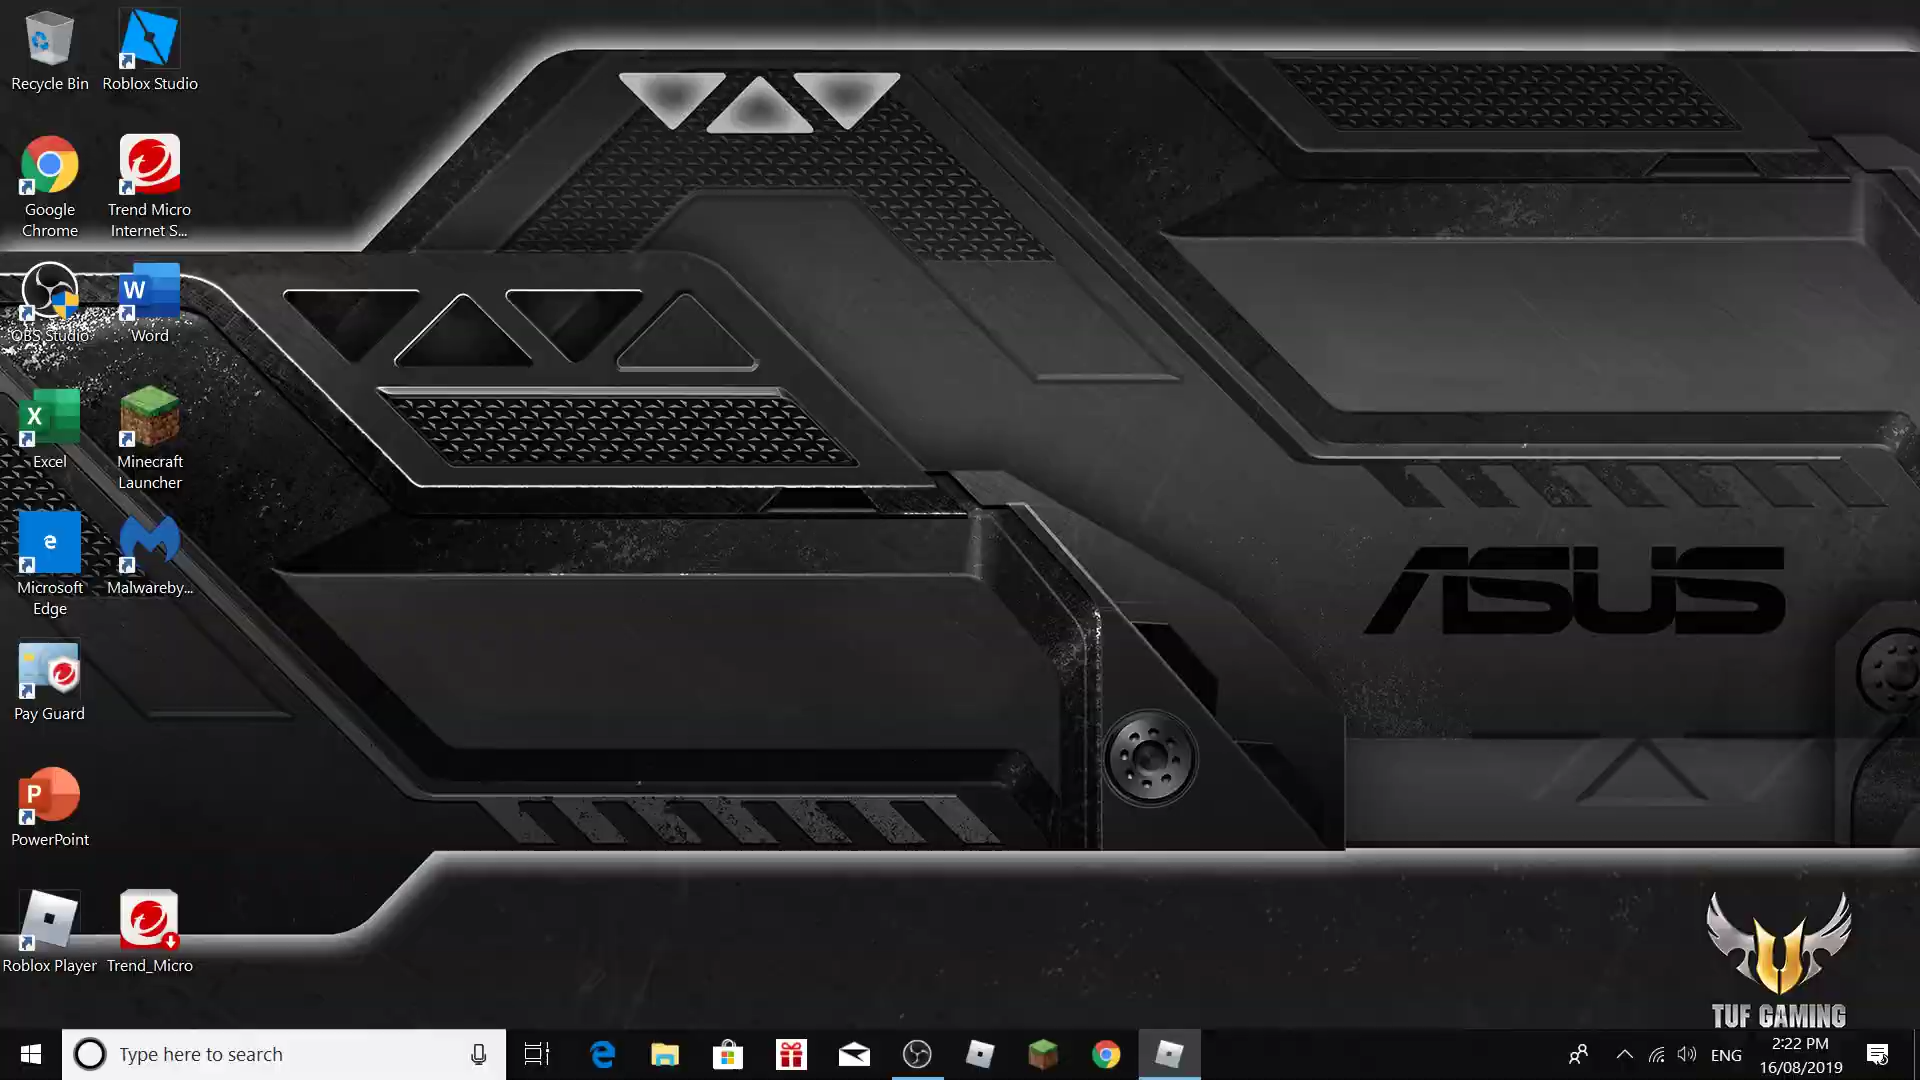 Recycle Bin
Roblox Studio
Google
Chrome
Trend Micro
Internet S...
OBS Studio
W
Word
X
Excel
Minecraft
Launcher
e
Microsoft
Edge
Malwareby...
Pay Guard
P
PowerPoint
Roblox Player
Trend_Micro
ASUS
TUF GAMING
Type here to search
ENG
2:22 PM
16/08/2019